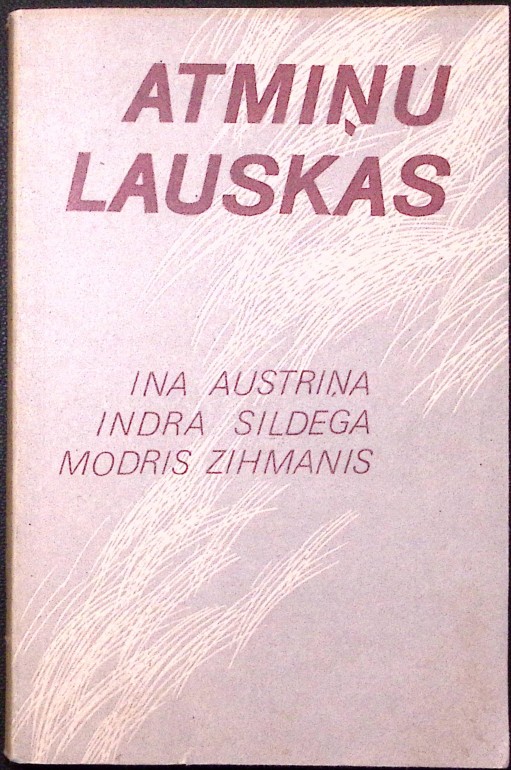 ATMIŅU
LAUSKAS
INA AUSTRIŅA
INDRA SILDEGA
MODRIS ZIHMANIS